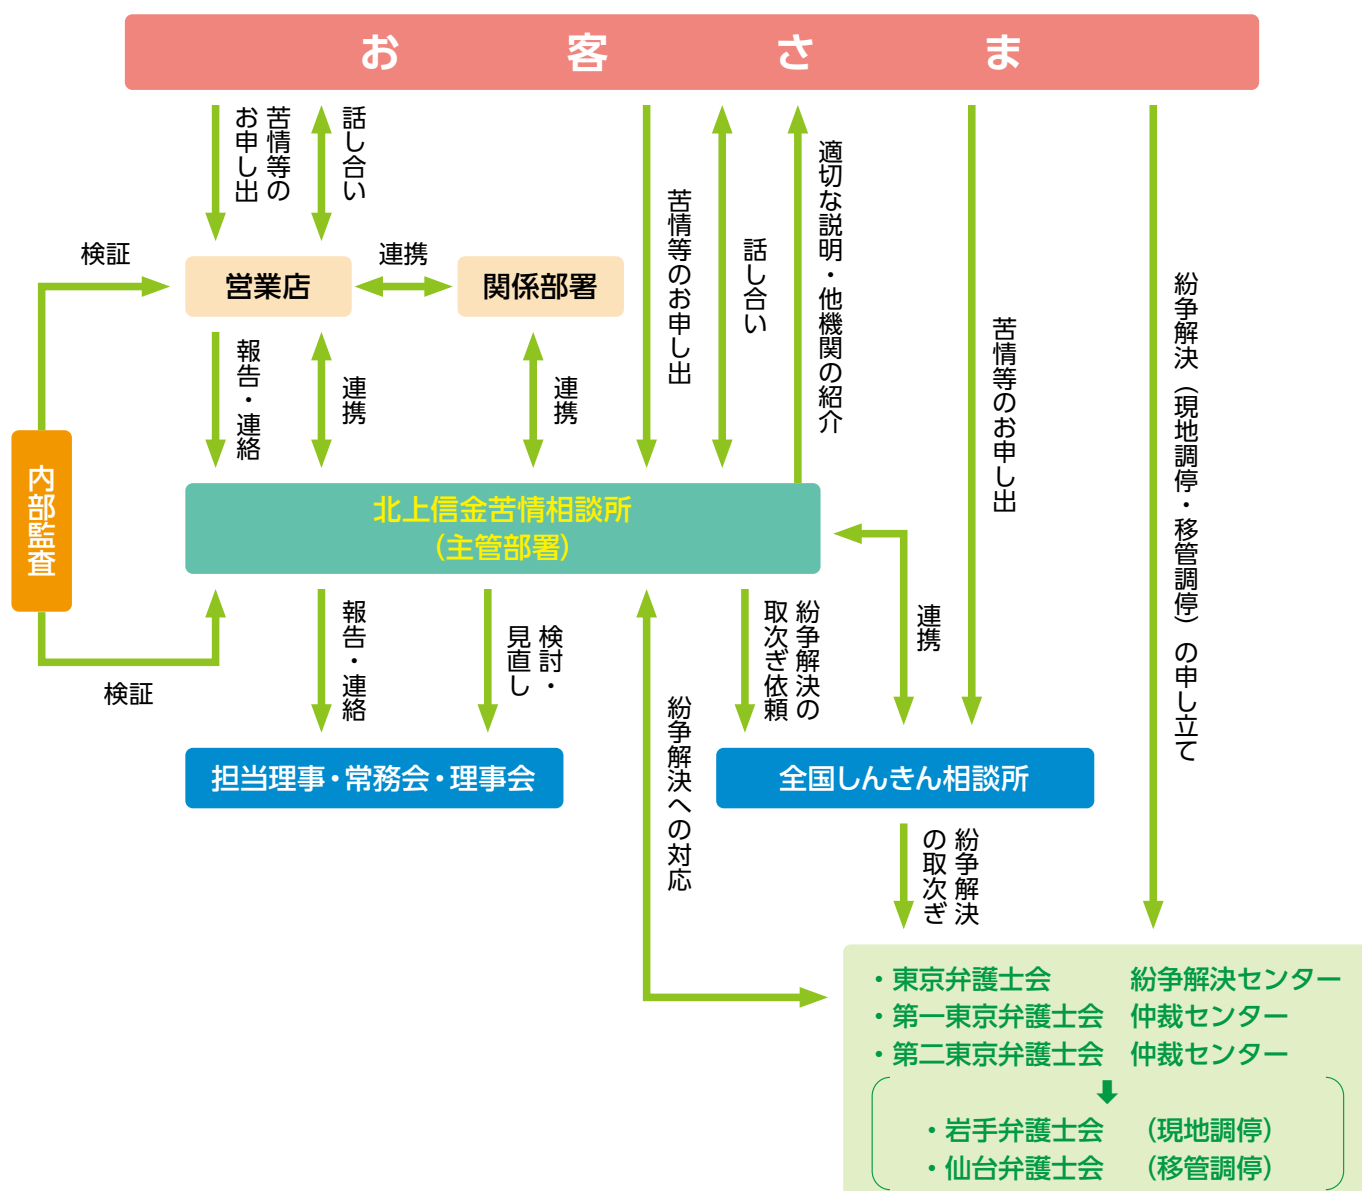 お客さま
苦情等の
お申し出
話し合い
苦情等のお申し出
話し合い
適切な説明・他機関の紹介
苦情等のお申し出
紛争解決（現地調停・移管調停）の申し立て
検証
営業店
連携
関係部署
報告・連絡
連携
連携
内部監査
北上信金苦情相談所
（主管部署）
検証
報告・連絡
検討・
見直し
紛争解決への対応
紛争解決の
取次ぎ依頼
連携
担当理事・常務会・理事会
全国しんきん相談所
紛争解決
の取次ぎ
・東京弁護士会　紛争解決センター
・第一東京弁護士会　仲裁センター
・第二東京弁護士会　仲裁センター
・岩手弁護士会　（現地調停）
・仙台弁護士会　（移管調停）